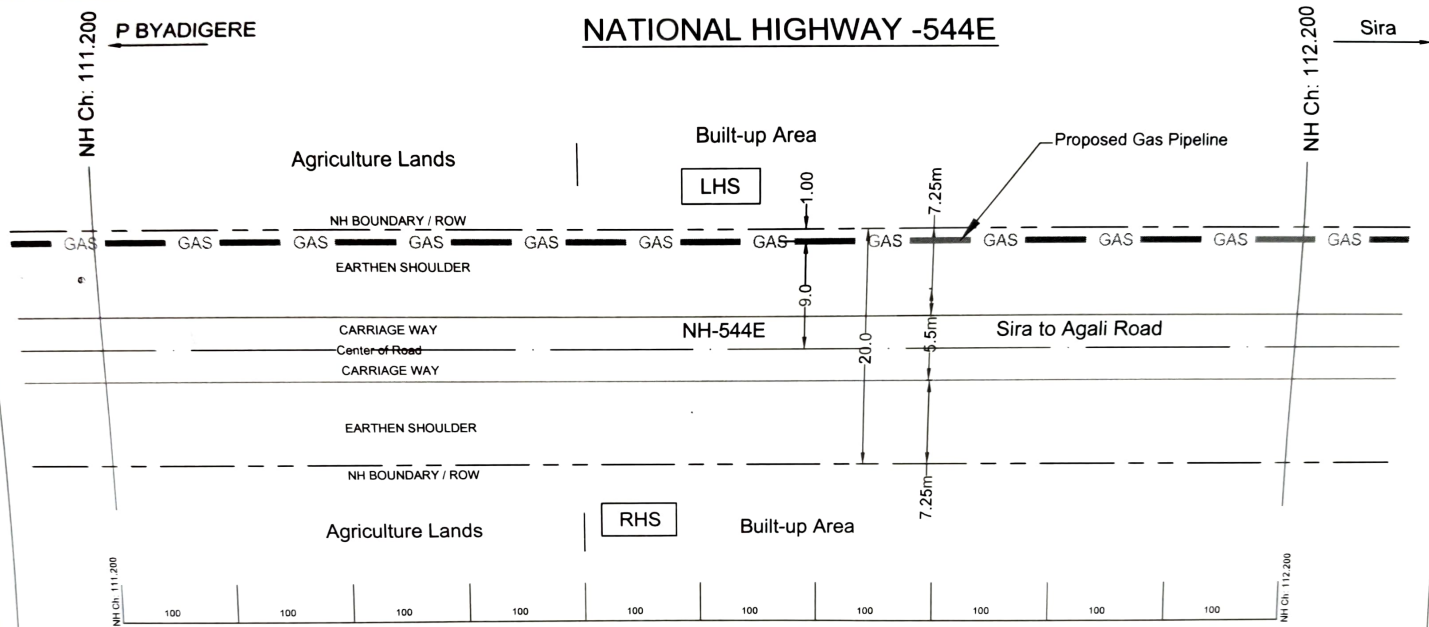 P BYADIGERE
NATIONAL HIGHWAY -544E
Sira
NH Ch: 111.200
NH Ch: 112.200
Built-up Area
Agriculture Lands
Proposed Gas Pipeline
LHS
1.00
7.25m
NH BOUNDARY / ROW
GAS GAS GAS GAS GAS GAS GAS GAS GAS GAS GAS GAS
EARTHEN SHOULDER
9.0
CARRIAGE WAY
NH-544E
20.0
5.5m
Sira to Agali Road
Center of Road
CARRIAGE WAY
EARTHEN SHOULDER
NH BOUNDARY / ROW
7.25m
Agriculture Lands
RHS
Built-up Area
NH Ch: 111.200
100 100 100 100 100 100 100 100 100 100
NH Ch: 112.200